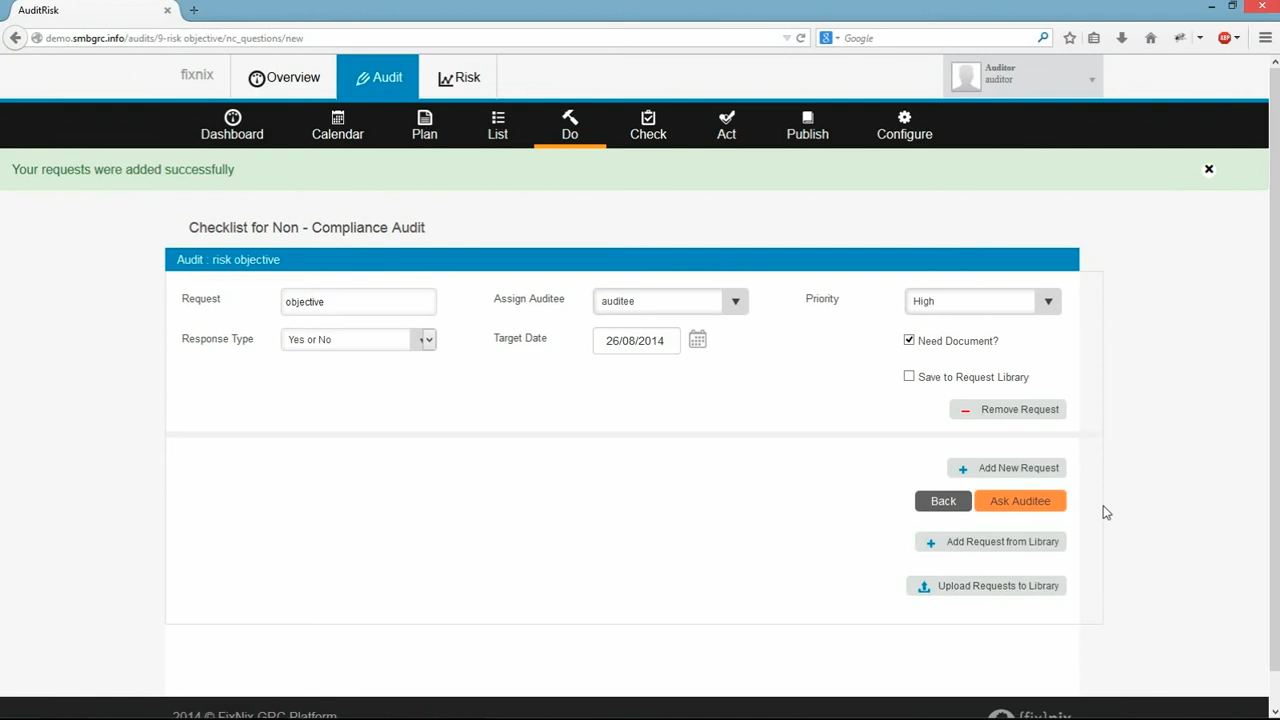 AuditRisk
demo.smbgrc.info/audits/9-risk objective/nc_questions/new
Google
ABP
fixnix
Overview
Audit
Risk
Auditor
auditor
Dashboard
Calendar
Plan
List
Do
Check
Act
Publish
Configure
Your requests were added successfully
Checklist for Non - Compliance Audit
Audit : risk objective
Request
objective
Assign Auditee
auditee
Priority
High
Response Type
Yes or No
Target Date
26/08/2014
Need Document?
Save to Request Library
Remove Request
Add New Request
Back
Ask Auditee
Add Request from Library
Upload Requests to Library
2014 © FixNix GRC Platform
{fix}nix